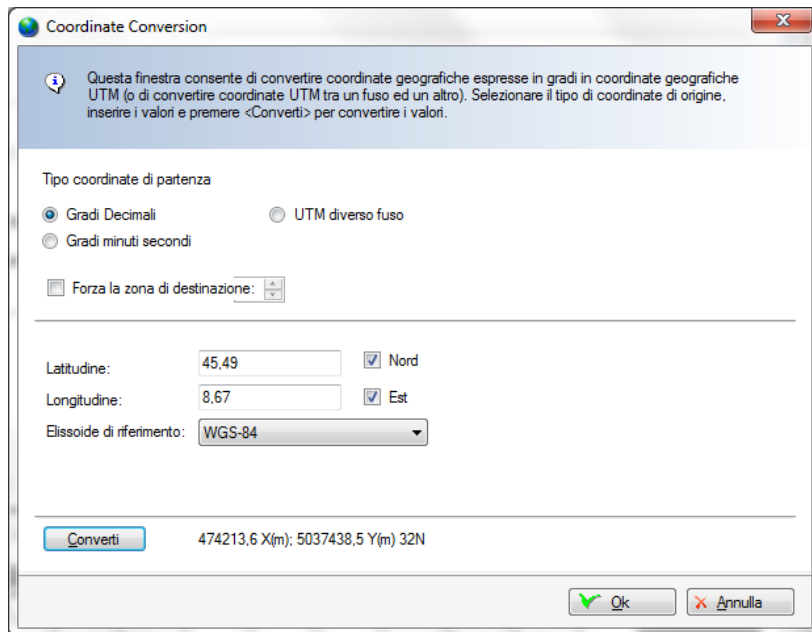 Coordinate Conversion
Questa finestra consente di convertire coordinate geografiche espresse in gradi in coordinate geografiche
UTM (o di convertire coordinate UTM tra un fuso ed un altro). Selezionare il tipo di coordinate di origine,
inserire i valori e premere <Converti> per convertire i valori.
Tipo coordinate di partenza
Gradi Decimali UTM diverso fuso
Gradi minuti secondi
Forza la zona di destinazione:
Latitudine: 45,49 Nord
Longitudine: 8,67 Est
Elissoide di riferimento: WGS-84
Converti 474213,6 X(m); 5037438,5 Y(m) 32N
Ok Annulla